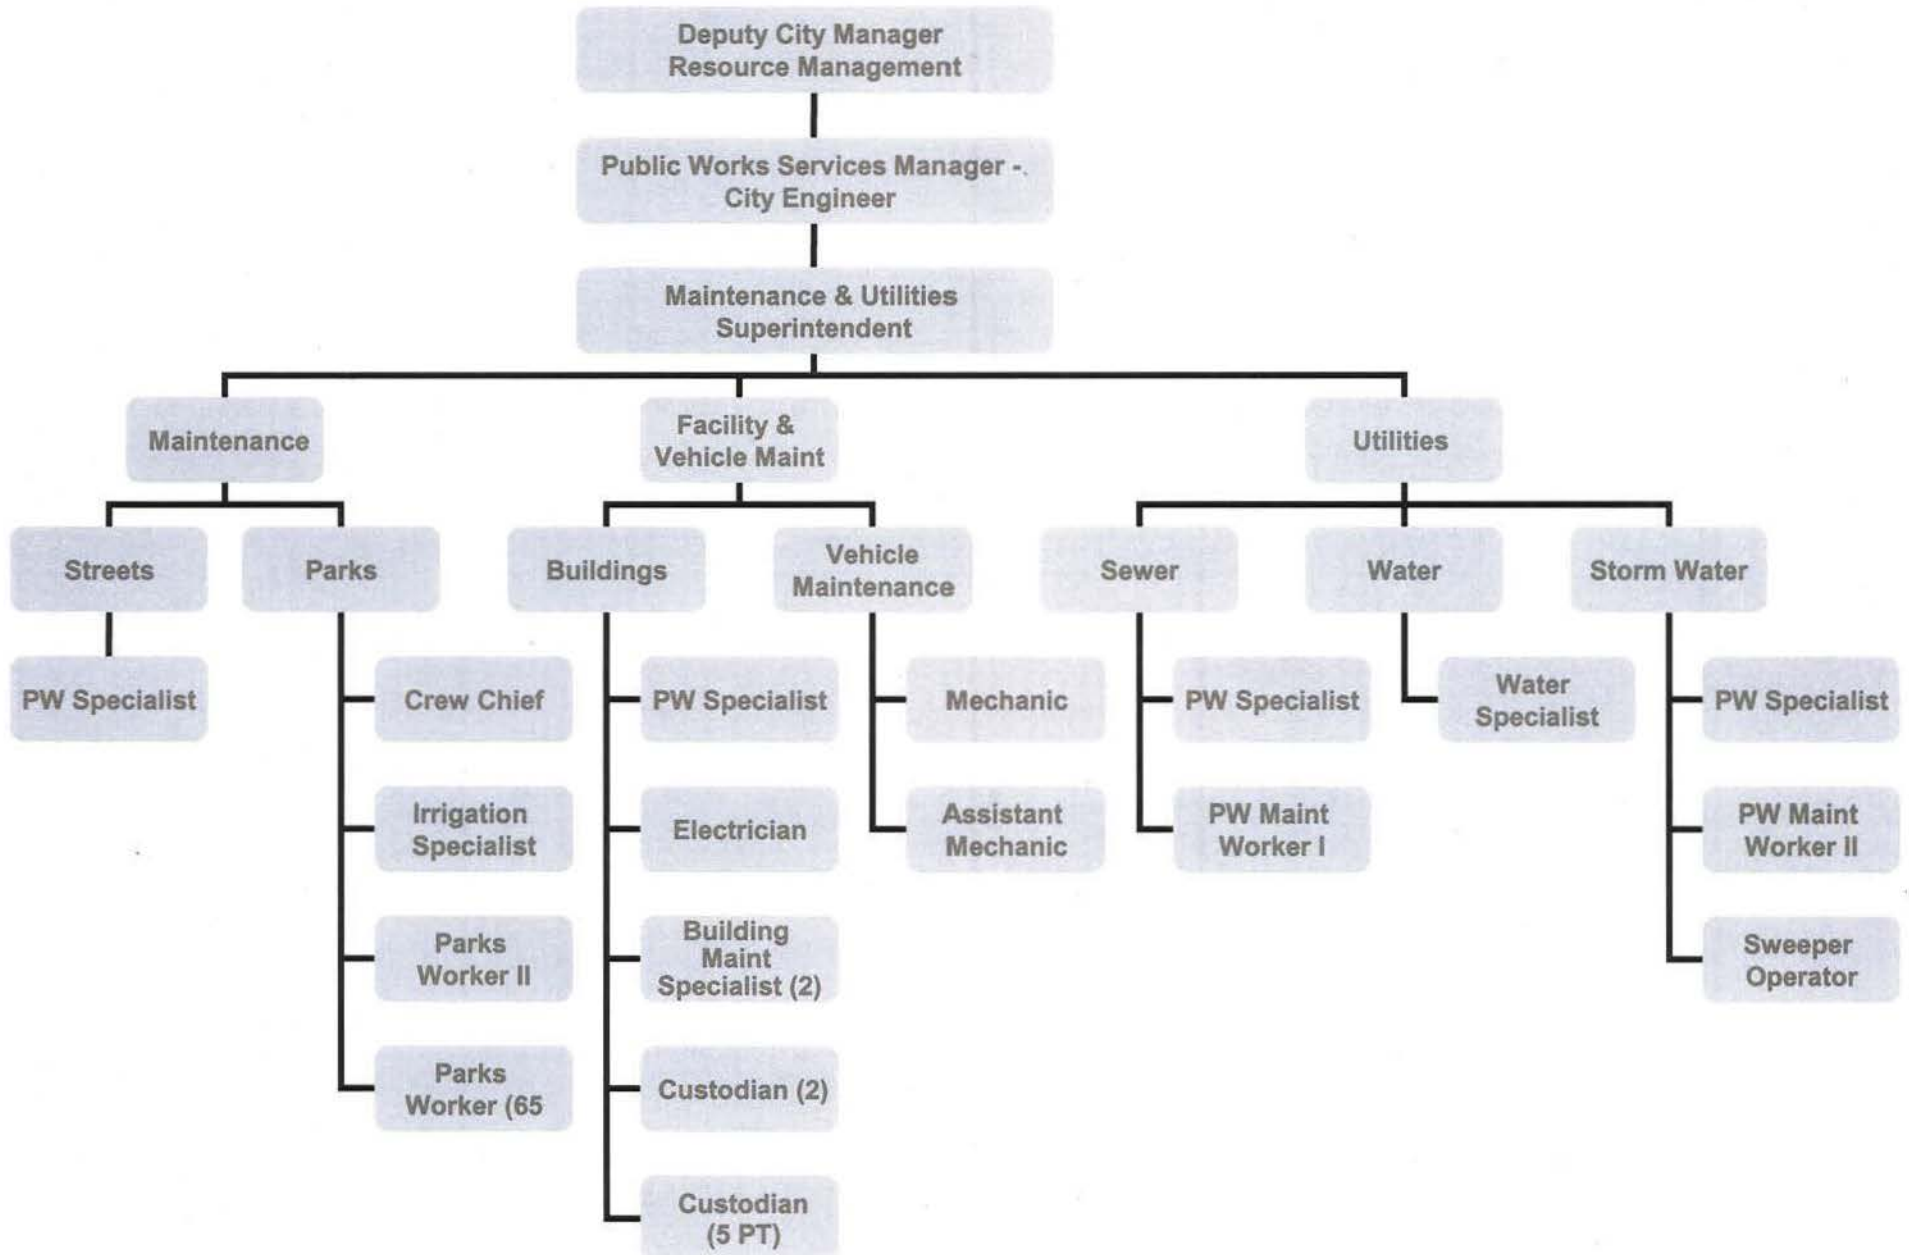 Deputy City Manager
Resource Management
Public Works Services Manager -
City Engineer
Maintenance & Utilities
Superintendent
Maintenance
Facility &
Vehicle Maint
Utilities
Streets
Parks
Buildings
Vehicle
Maintenance
Sewer
Water
Storm Water
PW Specialist
Crew Chief
Irrigation
Specialist
Parks
Worker II
Parks
Worker (65
PW Specialist
Electrician
Building
Maint
Specialist (2)
Custodian (2)
Custodian
(5 PT)
Mechanic
Assistant
Mechanic
PW Specialist
PW Maint
Worker I
Water
Specialist
PW Specialist
PW Maint
Worker II
Sweeper
Operator